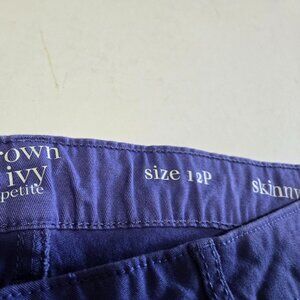 rown
ivy
petite
size 12P
skinny